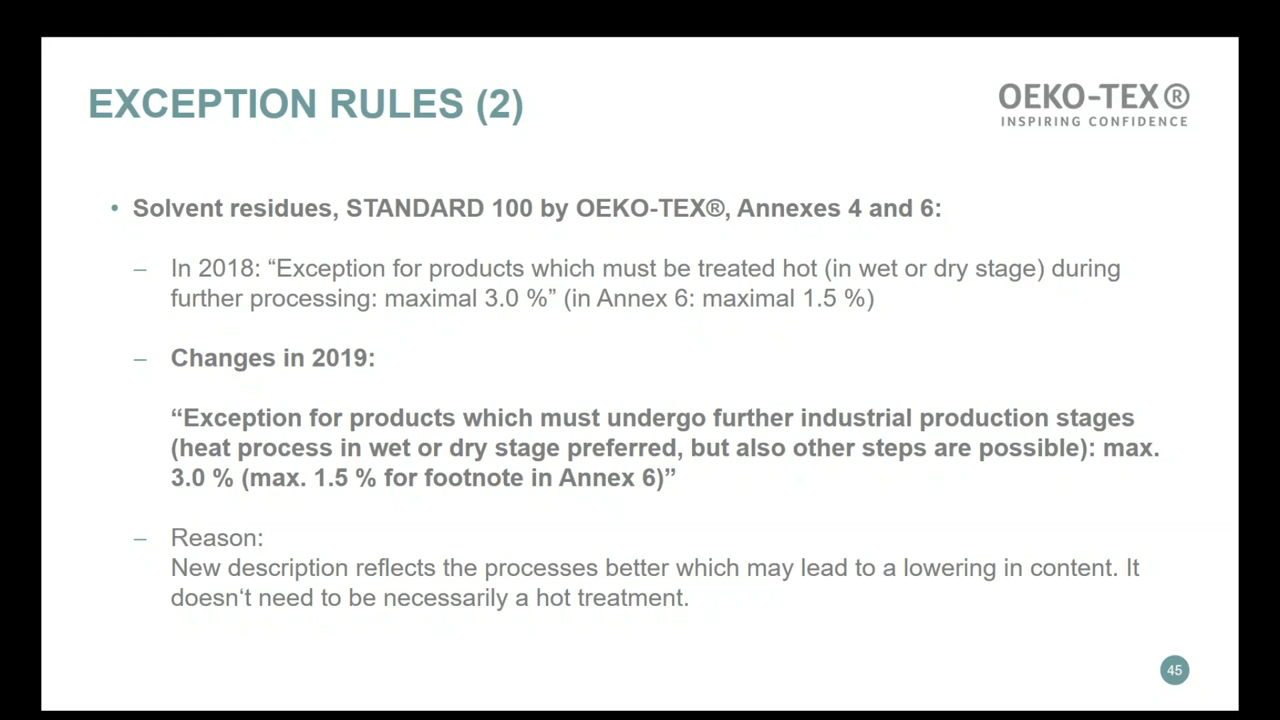 EXCEPTION RULES (2)
OEKO-TEX®
INSPIRING CONFIDENCE
• Solvent residues, STANDARD 100 by OEKO-TEX®, Annexes 4 and 6:
– In 2018: “Exception for products which must be treated hot (in wet or dry stage) during
further processing: maximal 3.0 %” (in Annex 6: maximal 1.5 %)
– Changes in 2019:
“Exception for products which must undergo further industrial production stages
(heat process in wet or dry stage preferred, but also other steps are possible): max.
3.0 % (max. 1.5 % for footnote in Annex 6)”
– Reason:
New description reflects the processes better which may lead to a lowering in content. It
doesn‘t need to be necessarily a hot treatment.
45